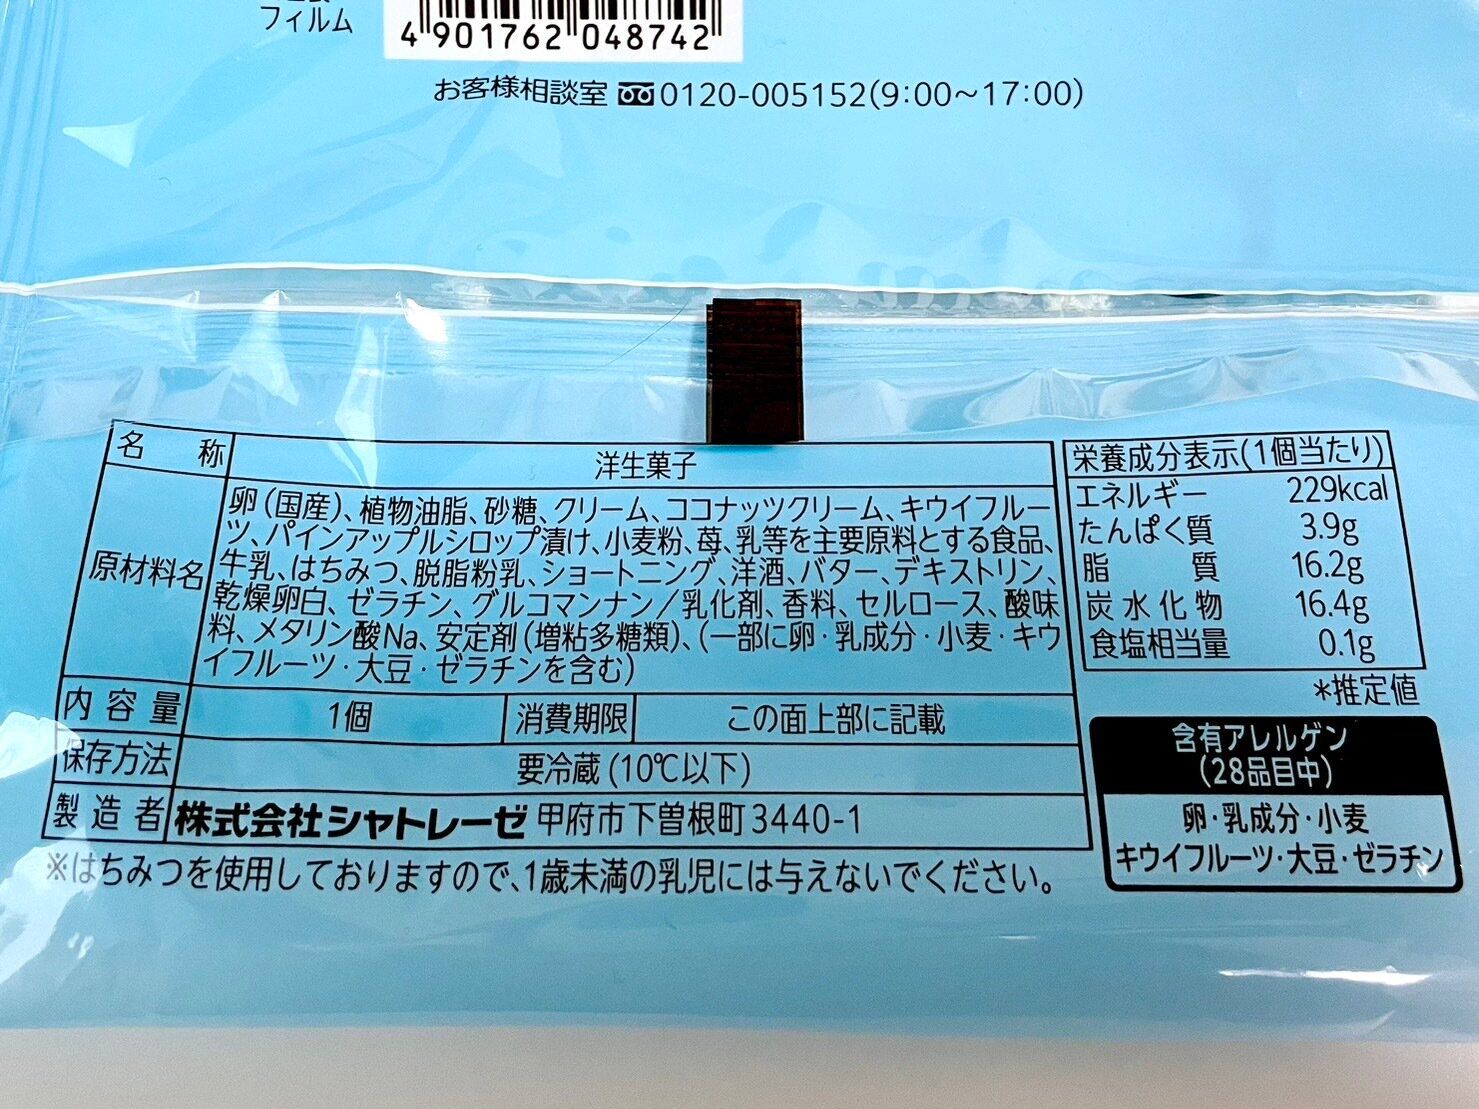 フィルム
4 901762 048742
お客様相談室 0120-005152(9:00〜17:00)
名 称 洋生菓子
原材料名
卵(国産)、植物油脂、砂糖、クリーム、ココナッツクリーム、キウイフルー
ツ、パインアップルシロップ漬け、小麦粉、苺、乳等を主要原料とする食品、
牛乳、はちみつ、脱脂粉乳、ショートニング、洋酒、バター、デキストリン、
乾燥卵白、ゼラチン、グルコマンナン/乳化剤、香料、セルロース、酸味
料、メタリン酸Na、安定剤(増粘多糖類)、(一部に卵・乳成分・小麦・キウ
イフルーツ・大豆・ゼラチンを含む)
内容量 1個 消費期限 この面上部に記載
保存方法 要冷蔵(10℃以下)
製造者 株式会社シャトレーゼ 甲府市下曽根町3440-1
※はちみつを使用しておりますので、1歳未満の乳児には与えないでください。
栄養成分表示(1個当たり)
エネルギー 229kcal
たんぱく質 3.9g
脂質 16.2g
炭水化物 16.4g
食塩相当量 0.1g
*推定値
含有アレルゲン
(28品目中)
卵・乳成分・小麦
キウイフルーツ・大豆・ゼラチン